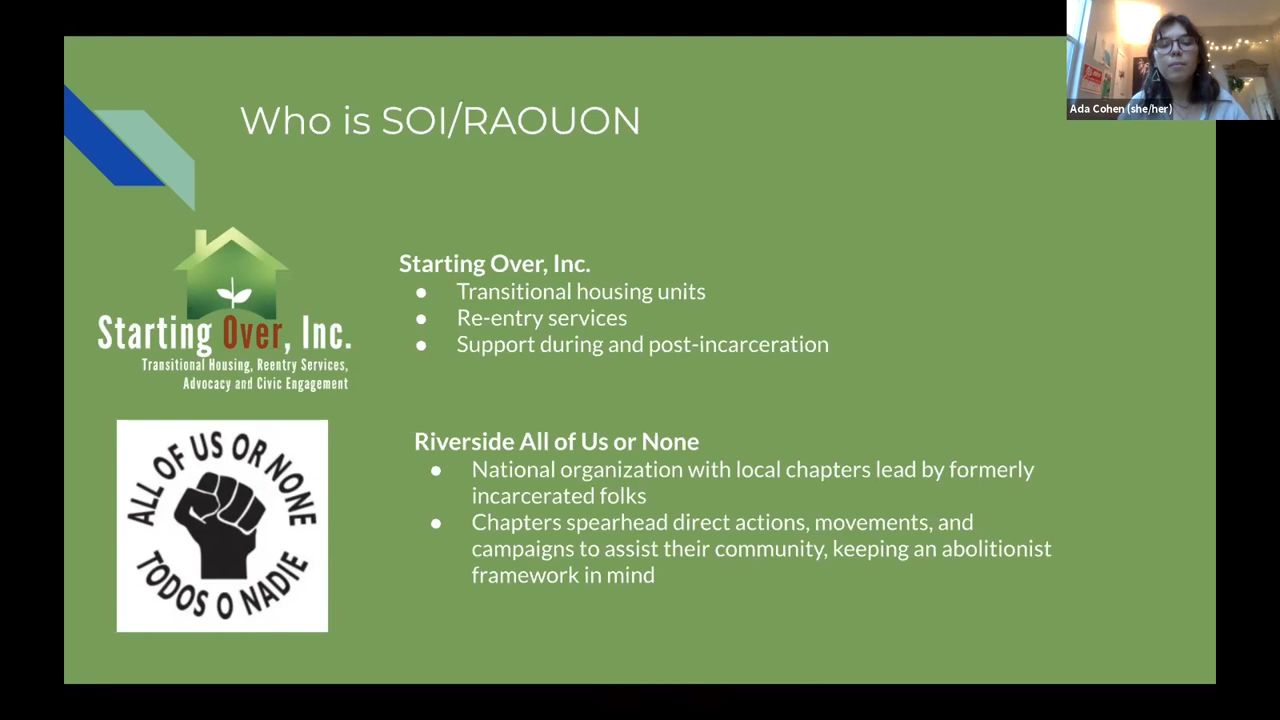 Ada Cohen (she/her)
Who is SOI/RAOUON
Starting Over, Inc.
Transitional Housing, Reentry Services,
Advocacy and Civic Engagement
Starting Over, Inc.
● Transitional housing units
● Re-entry services
● Support during and post-incarceration
ALL OF US OR NONE
TODOS O NADIE
Riverside All of Us or None
● National organization with local chapters lead by formerly
incarcerated folks
● Chapters spearhead direct actions, movements, and
campaigns to assist their community, keeping an abolitionist
framework in mind